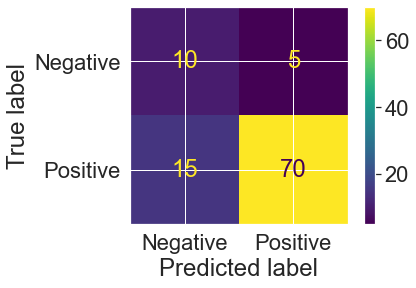 True label
Negative
10
5
Positive
15
70
Negative
Positive
Predicted label
60
40
20